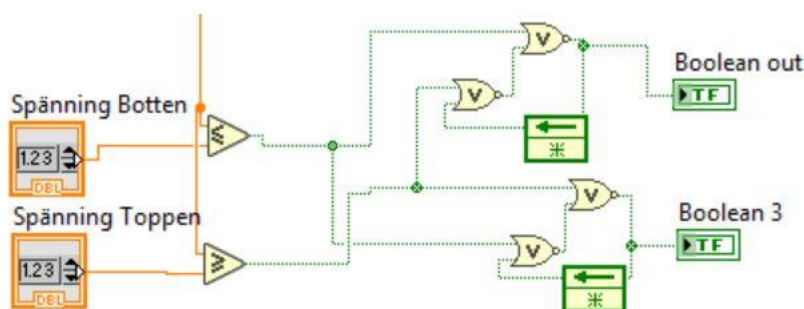 Boolean out
TF
Spänning Botten
1.23
DBL
Spänning Toppen
Boolean 3
TF
1.23
DBL